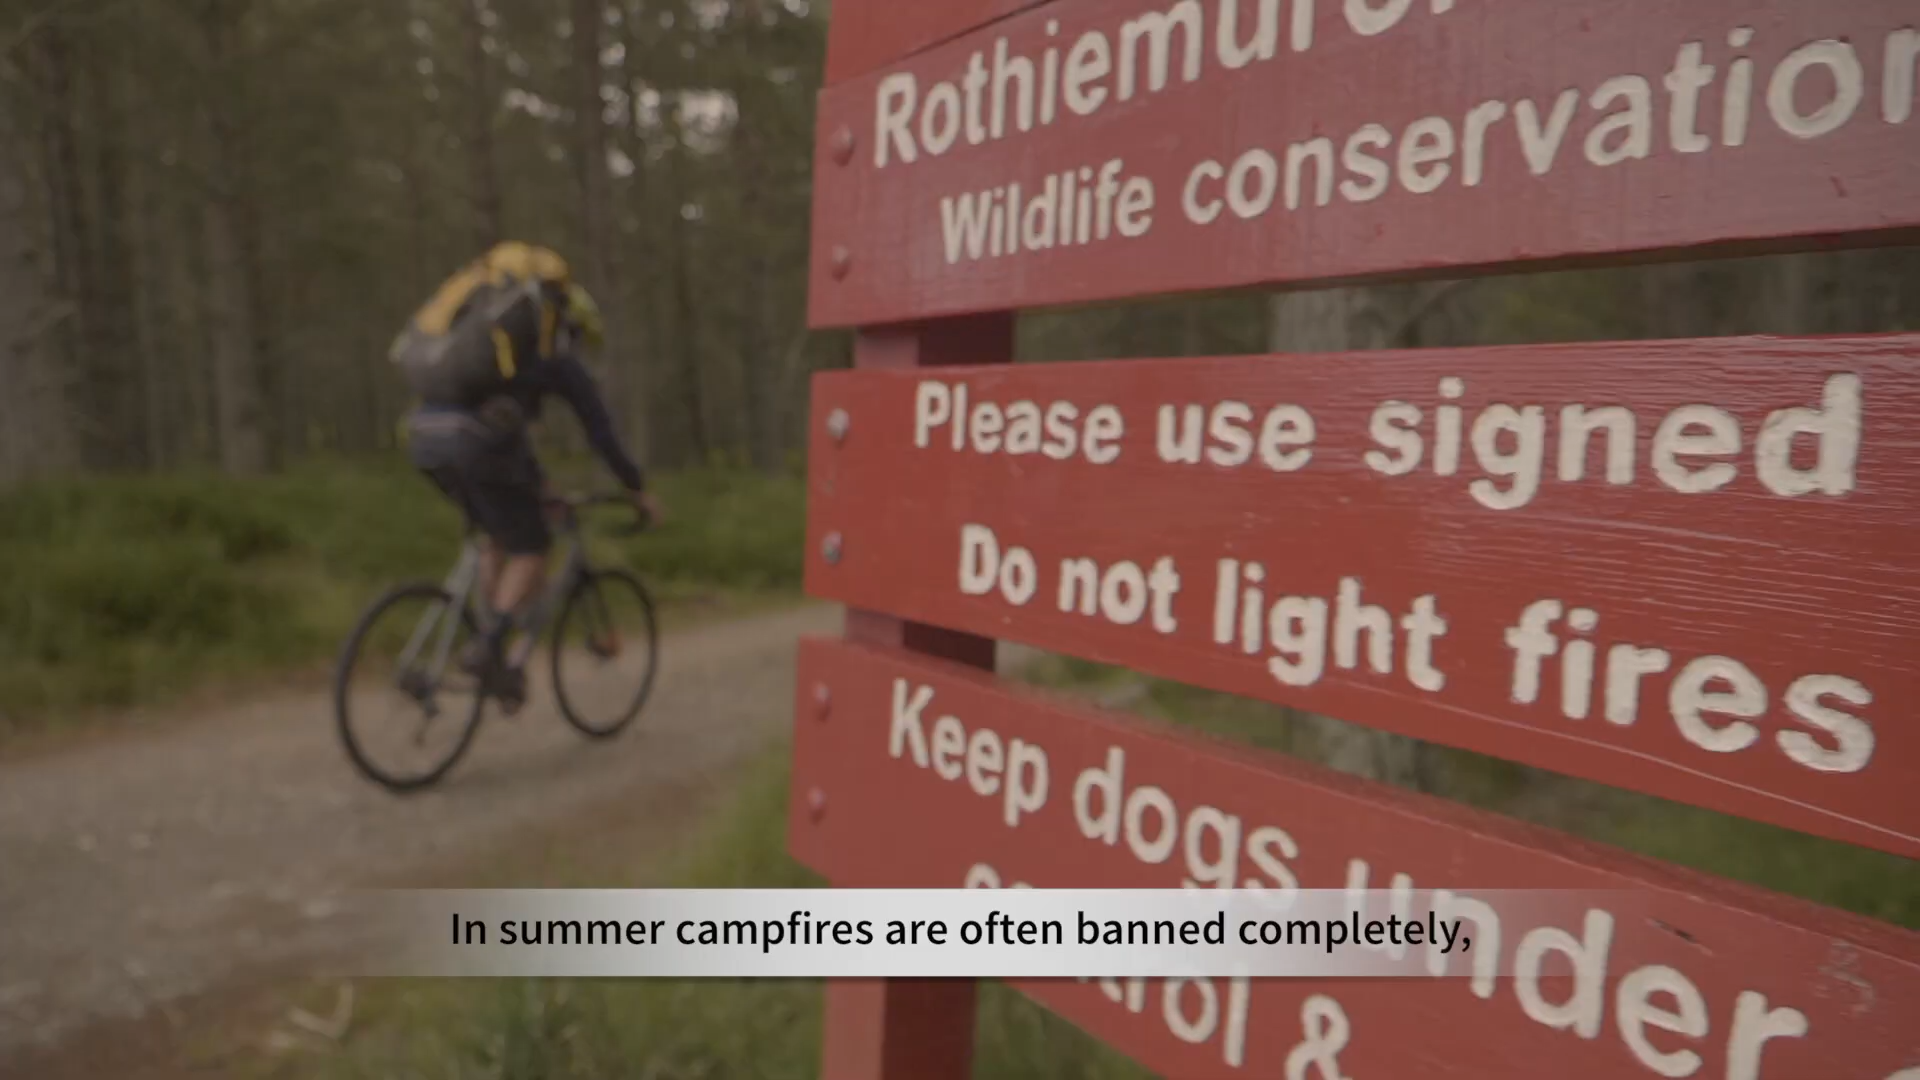 Wildlife conservation
Please use signed
Do not light fires
Keep dogs under
&
In summer campfires are often banned completely,